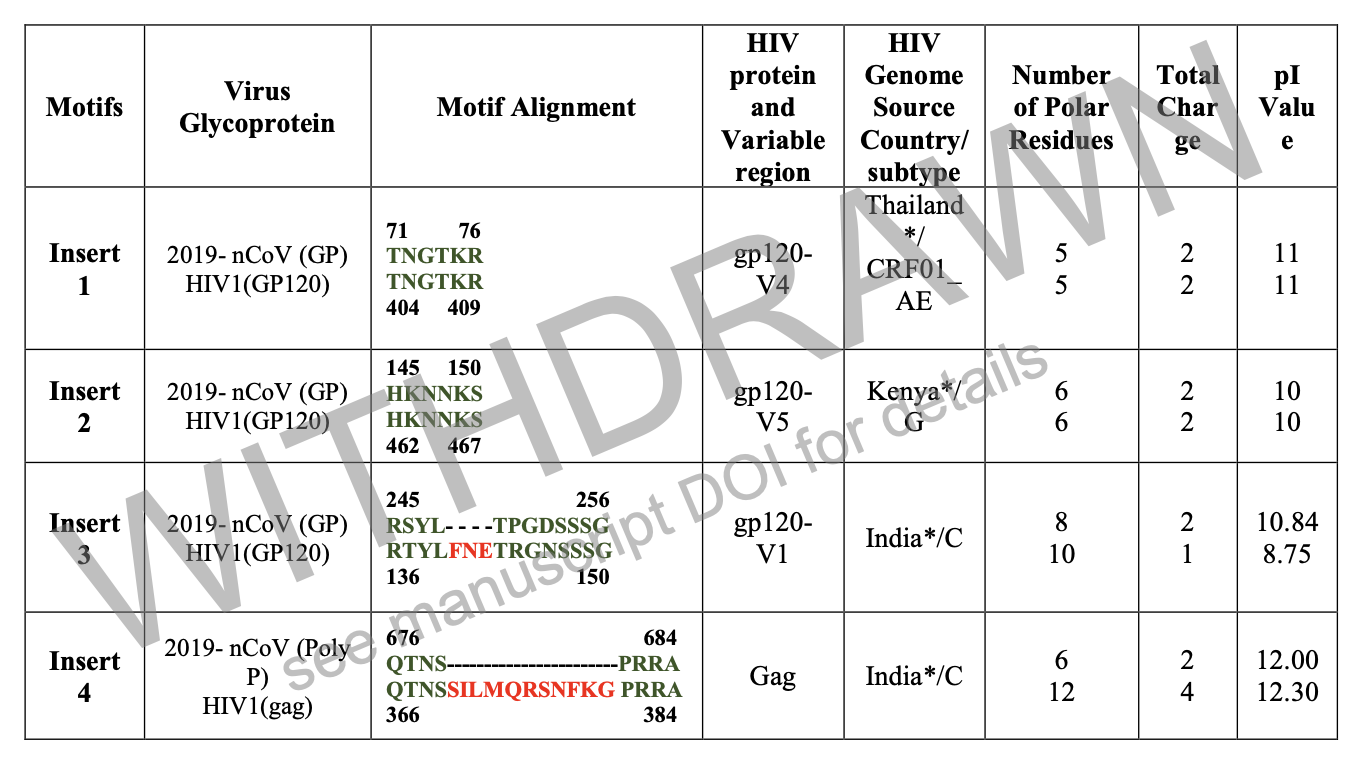 Motifs
Virus
Glycoprotein
Motif Alignment
HIV
protein
and
Variable
region
HIV
Genome
Source
Country/
subtype
Number
of Polar
Residues
Total
Char
ge
pI
Valu
e
Insert
1
2019- nCoV (GP)
HIV1(GP120)
71 76
TNGTKR
TNGTKR
404 409
gp120-
V4
Thailand
*/
CRF01_
AE
5
5
2
2
11
11
Insert
2
2019- nCoV (GP)
HIV1(GP120)
145 150
HKNNKS
HKNNKS
462 467
gp120-
V5
Kenya*/
G
6
6
2
2
10
10
Insert
3
2019- nCoV (GP)
HIV1(GP120)
245 256
RSYL- - - -TPGDSSSG
RTYLFNETRGNSSSG
136 150
gp120-
V1
India*/C
8
10
2
1
10.84
8.75
Insert
4
2019- nCoV (Poly
P)
HIV1(gag)
676 684
QTNS-----------------------PRRA
QTNSSILMQRSNFKG PRRA
366 384
Gag
India*/C
6
12
2
4
12.00
12.30
WITHDRAWN
see manuscript DOI for details